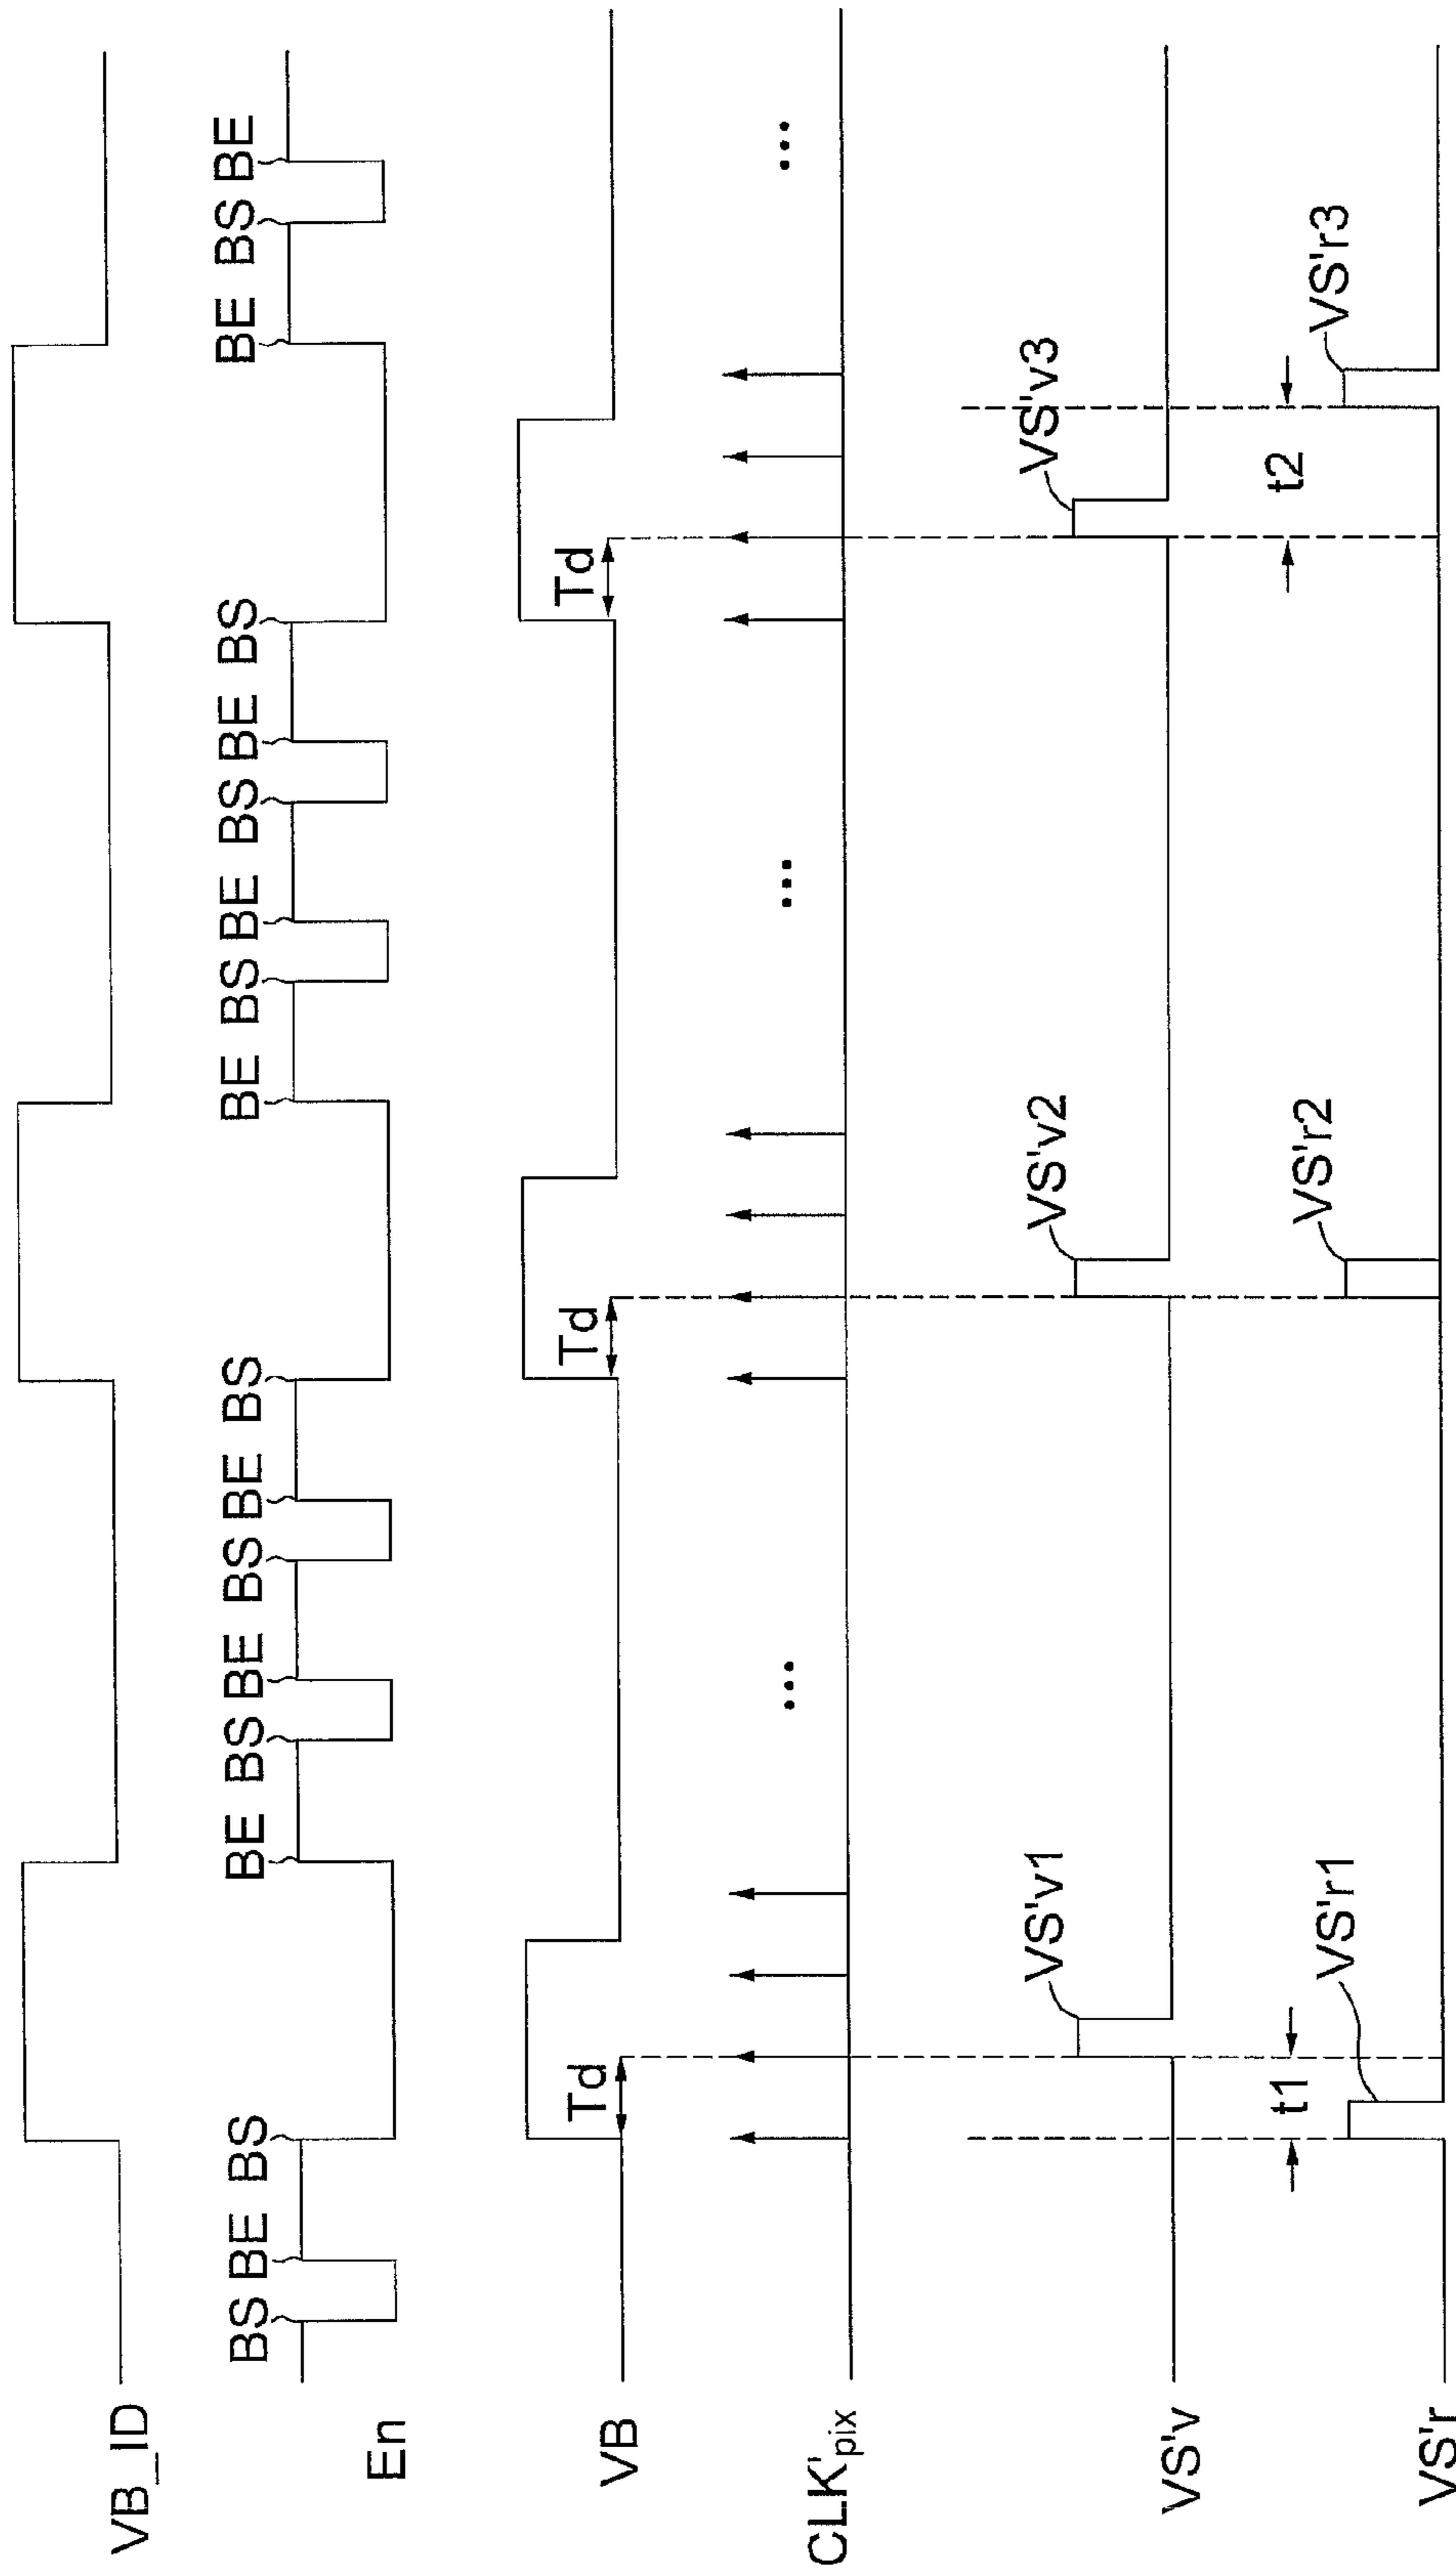 VB_ID
En
BS BE BS BE BS BE BS BE BS BE BS BE BS BE BS BE BS BE
VB
Td Td Td
CLK'pix
... ... ...
VS'v
VS'v1 VS'v2 VS'v3
t1 t2
VS'r
VS'r1 VS'r2 VS'r3